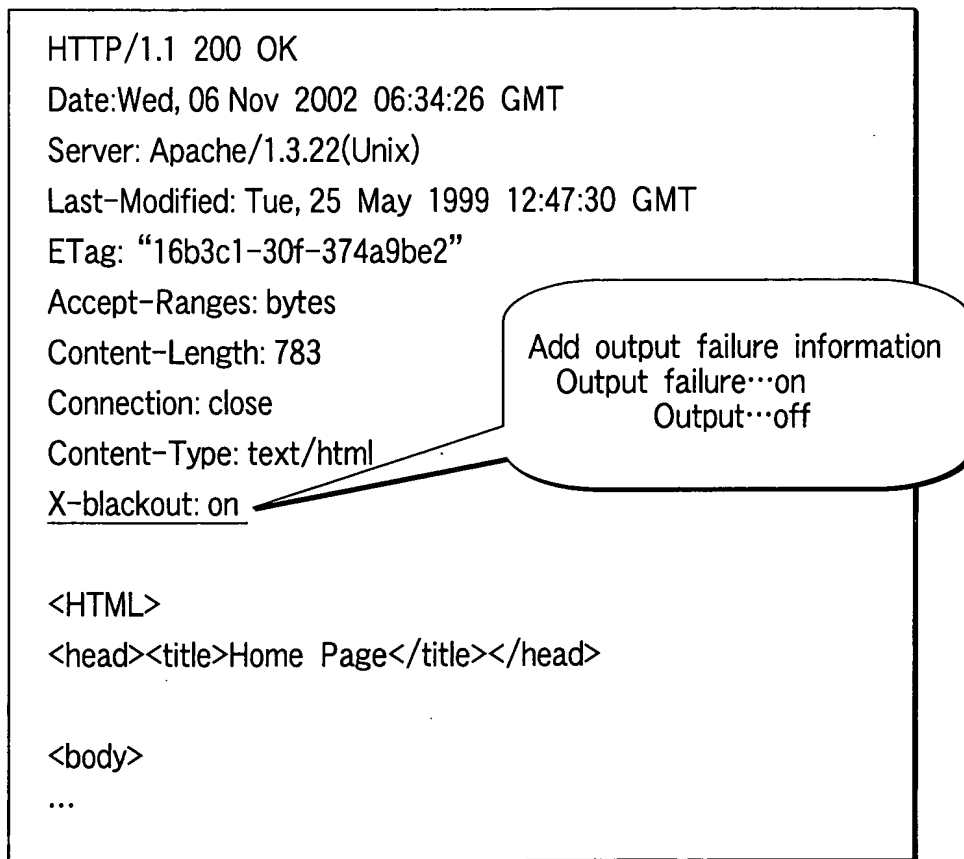 HTTP/1.1 200 OK
Date:Wed, 06 Nov 2002 06:34:26 GMT
Server: Apache/1.3.22(Unix)
Last-Modified: Tue, 25 May 1999 12:47:30 GMT
ETag: “16b3c1-30f-374a9be2”
Accept-Ranges: bytes
Content-Length: 783
Connection: close
Content-Type: text/html
X-blackout: on
Add output failure information
Output failure…on
Output…off
<HTML>
<head><title>Home Page</title></head>
<body>
…